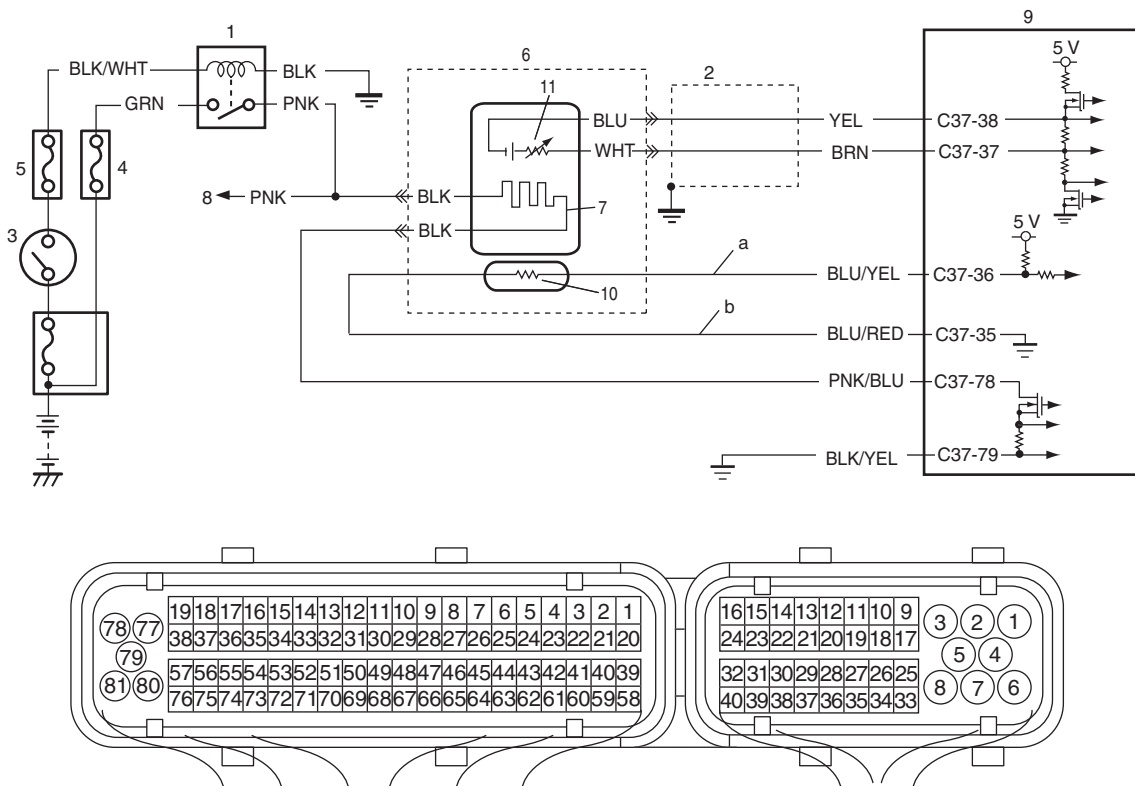 9
1
5 V
6
BLK/WHT
BLK
2
11
GRN
PNK
BLU
YEL
C37-38
WHT
BRN
C37-37
5
4
8
PNK
BLK
7
BLK
3
5 V
a
BLU/YEL
C37-36
10
b
BLU/RED
C37-35
PNK/BLU
C37-78
BLK/YEL
C37-79
19 18 17 16 15 14 13 12 11 10 9 8 7 6 5 4 3 2 1
16 15 14 13 12 11 10 9
3 2 1
78 77
38 37 36 35 34 33 32 31 30 29 28 27 26 25 24 23 22 21 20
24 23 22 21 20 19 18 17
79
5 4
57 56 55 54 53 52 51 50 49 48 47 46 45 44 43 42 41 40 39
32 31 30 29 28 27 26 25
81 80
8 7 6
76 75 74 73 72 71 70 69 68 67 66 65 64 63 62 61 60 59 58
40 39 38 37 36 35 34 33